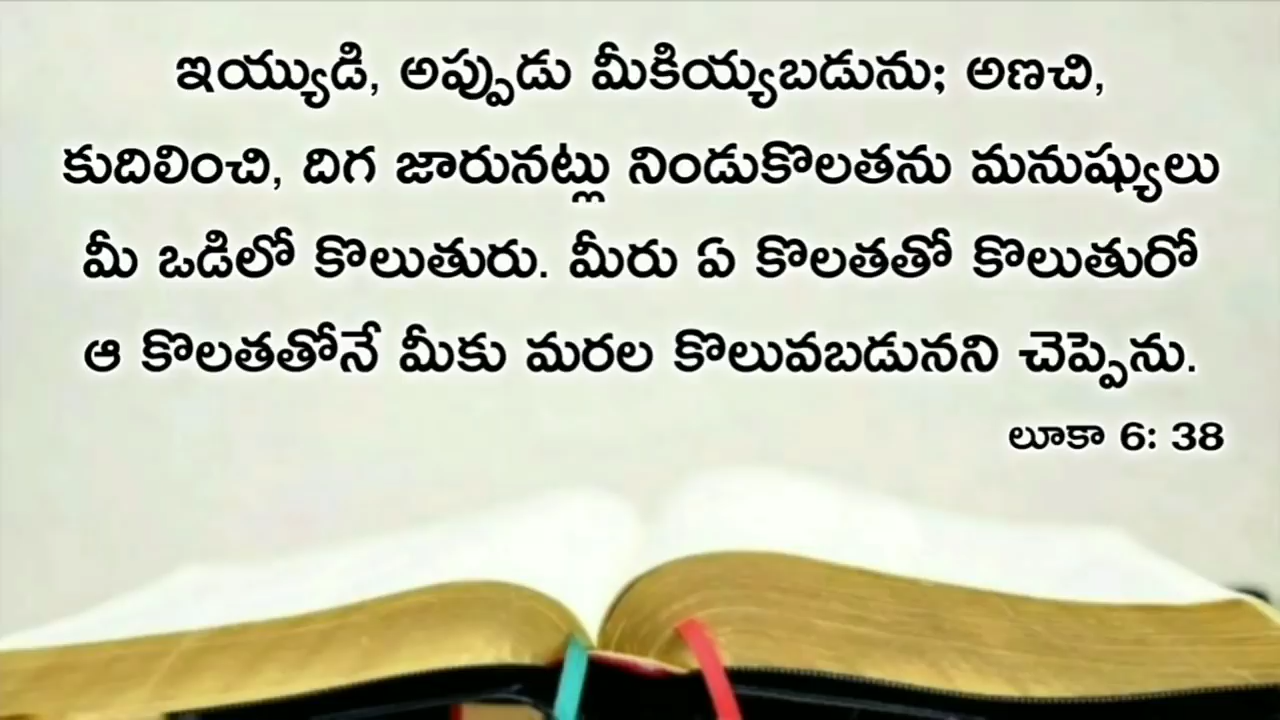 ఇయ్యుడి, అప్పుడు మీకియ్యబడును; అణచి,
కుదిలించి, దిగ జారునట్లు నిండుకొలతను మనుష్యులు
మీ ఒడిలో కొలుతురు. మీరు ఏ కొలతతో కొలుతురో
ఆ కొలతతోనే మీకు మరల కొలువబడునని చెప్పెను.
లూకా 6: 38